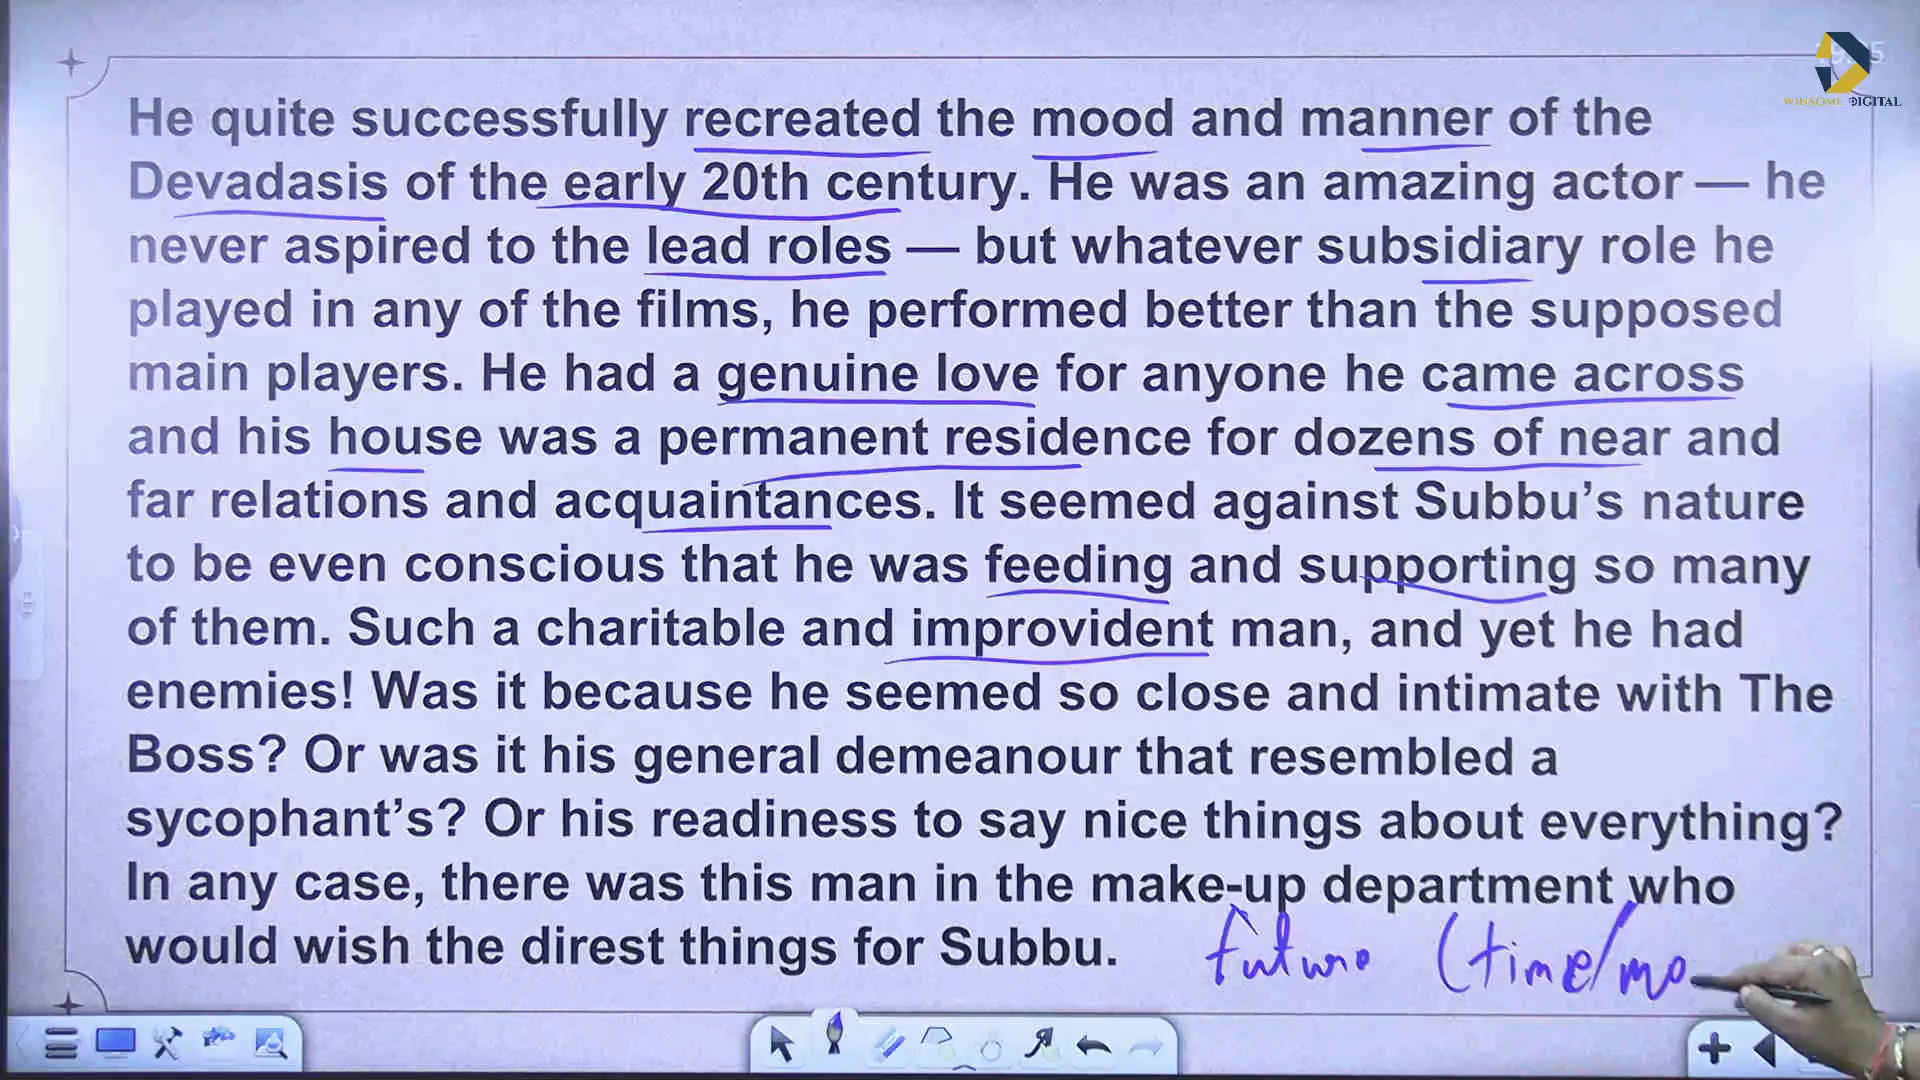 WINSOME DIGITAL
He quite successfully recreated the mood and manner of the
Devadasis of the early 20th century. He was an amazing actor — he
never aspired to the lead roles — but whatever subsidiary role he
played in any of the films, he performed better than the supposed
main players. He had a genuine love for anyone he came across
and his house was a permanent residence for dozens of near and
far relations and acquaintances. It seemed against Subbu’s nature
to be even conscious that he was feeding and supporting so many
of them. Such a charitable and improvident man, and yet he had
enemies! Was it because he seemed so close and intimate with The
Boss? Or was it his general demeanour that resembled a
sycophant’s? Or his readiness to say nice things about everything?
In any case, there was this man in the make-up department who
would wish the direst things for Subbu.
future (time/mo